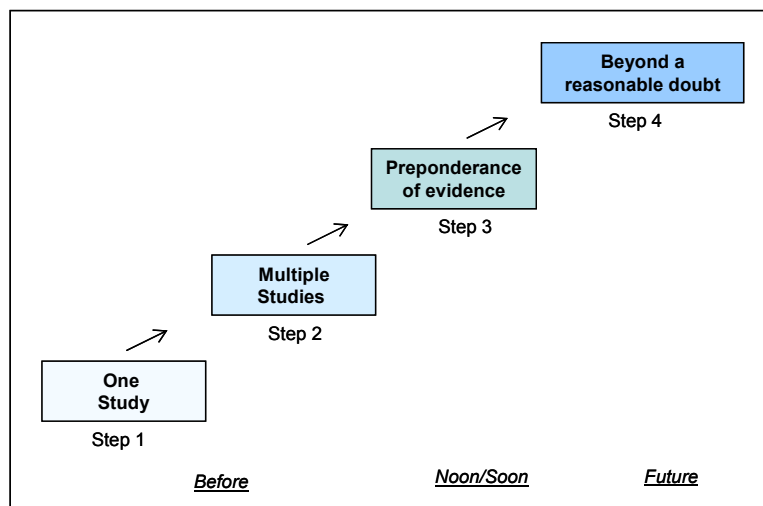 Beyond a
reasonable doubt
Step 4
Preponderance
of evidence
Step 3
Multiple
Studies
Step 2
One
Study
Step 1
Before
Noon/Soon
Future